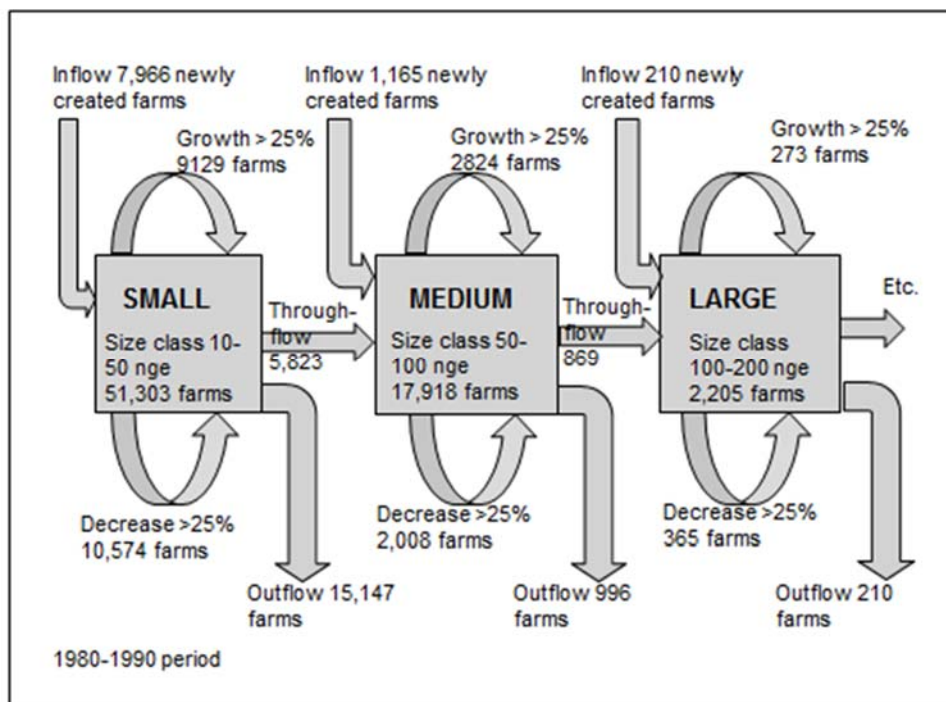 Inflow 7,966 newly
created farms
Growth > 25%
9129 farms
SMALL
Size class 10-
50 nge
51,303 farms
Decrease >25%
10,574 farms
Through-
flow
5,823
Outflow 15,147
farms
Inflow 1,165 newly
created farms
Growth > 25%
2824 farms
MEDIUM
Size class 50-
100 nge
17,918 farms
Decrease >25%
2,008 farms
Through-
flow
869
Outflow 996
farms
Inflow 210 newly
created farms
Growth > 25%
273 farms
LARGE
Size class
100-200 nge
2,205 farms
Decrease >25%
365 farms
Etc.
Outflow 210
farms
1980-1990 period